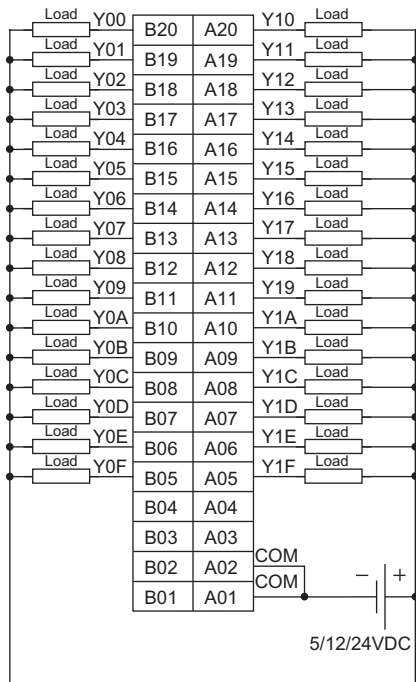 Load Y00 B20 A20 Y10 Load
Load Y01 B19 A19 Y11 Load
Load Y02 B18 A18 Y12 Load
Load Y03 B17 A17 Y13 Load
Load Y04 B16 A16 Y14 Load
Load Y05 B15 A15 Y15 Load
Load Y06 B14 A14 Y16 Load
Load Y07 B13 A13 Y17 Load
Load Y08 B12 A12 Y18 Load
Load Y09 B11 A11 Y19 Load
Load Y0A B10 A10 Y1A Load
Load Y0B B09 A09 Y1B Load
Load Y0C B08 A08 Y1C Load
Load Y0D B07 A07 Y1D Load
Load Y0E B06 A06 Y1E Load
Load Y0F B05 A05 Y1F Load
B04 A04
B03 A03
B02 A02 COM
B01 A01 COM − +
5/12/24VDC